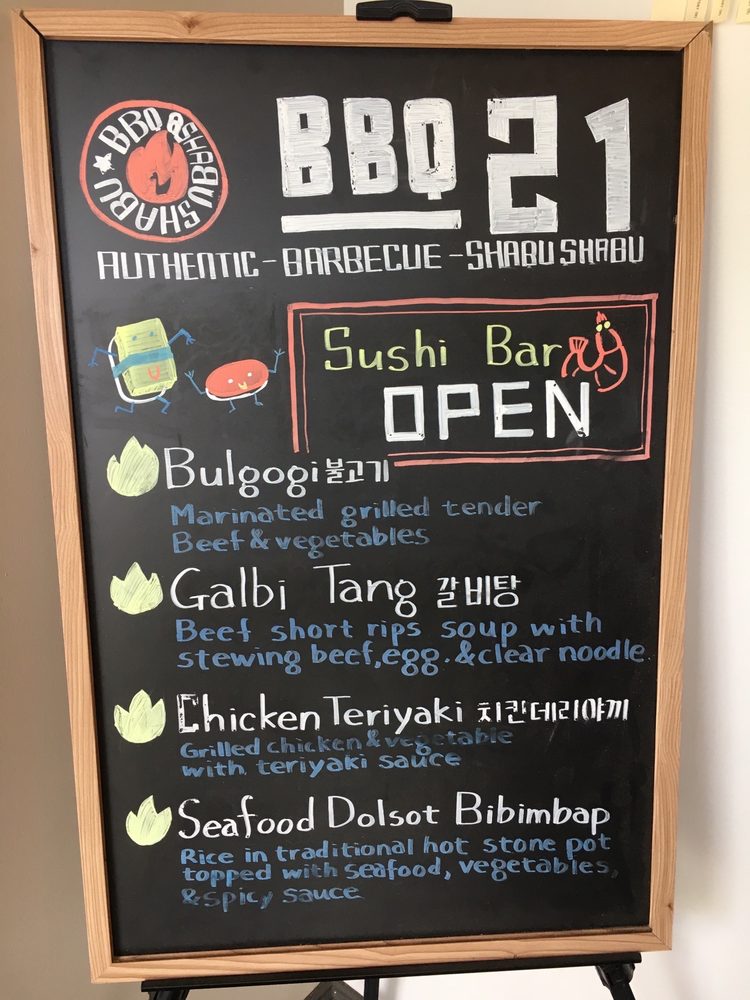 BBQ & SHABU SHABU
BBQ 21
AUTHENTIC - BARBECUE - SHABU SHABU
Sushi Bar
OPEN
Bulgogi 불고기
Marinated grilled tender
Beef & vegetables
Galbi Tang 갈비탕
Beef short rips soup with
stewing beef, egg. & clear noodle.
Chicken Teriyaki 치킨데리야끼
Grilled chicken & vegetable
with teriyaki sauce
Seafood Dolsot Bibimbap
Rice in traditional hot stone pot
topped with seafood, vegetables,
& spicy sauce